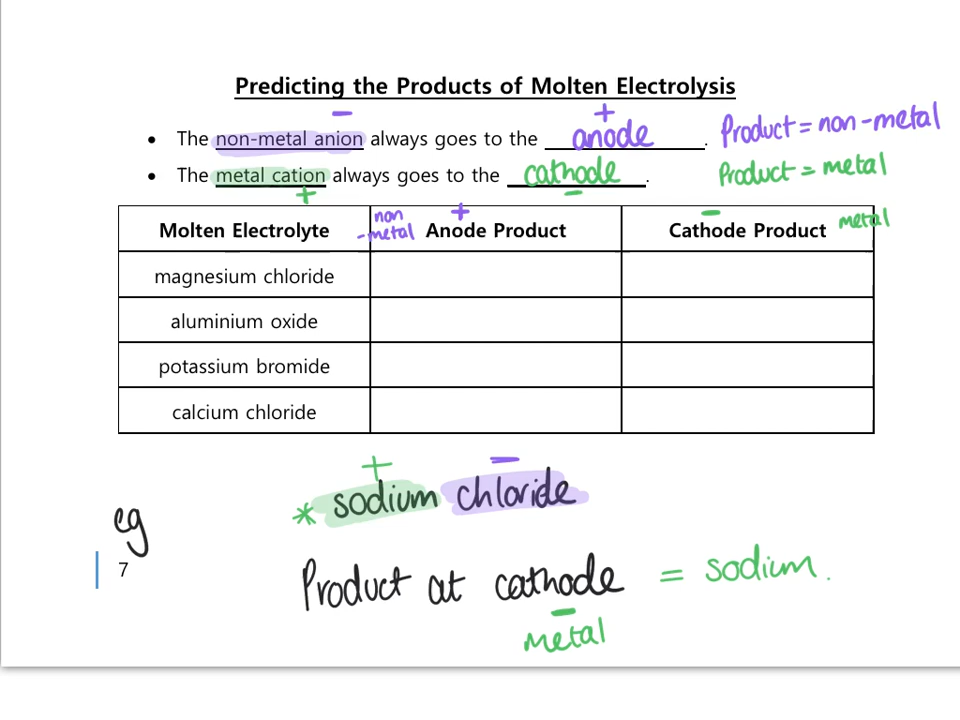 Predicting the Products of Molten Electrolysis
−
+
• The non-metal anion always goes to the anode. Product = non-metal
• The metal cation always goes to the cathode. Product = metal
+
−
non
-metal
+
−
metal
Molten Electrolyte Anode Product Cathode Product
magnesium chloride
aluminium oxide
potassium bromide
calcium chloride
+ −
* sodium chloride
eg
7
Product at cathode = sodium.
−
metal